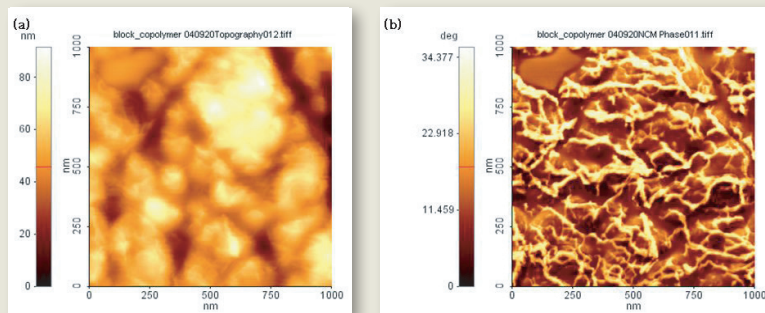 (a)
block_copolymer 040920Topography012.tiff
nm
80
60
40
20
0
1000
750
500
250
0
nm
0 250 500 750 1000
nm
(b)
block_copolymer 040920NCM Phase011.tiff
deg
34.377
22.918
11.459
0
1000
750
500
250
0
nm
0 250 500 750 1000
nm